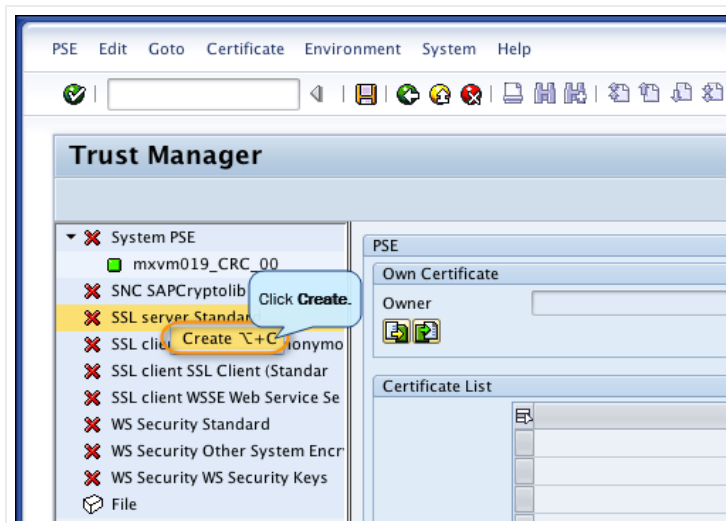 PSE Edit Goto Certificate Environment System Help
Trust Manager
System PSE
mxvm019_CRC_00
SNC SAPCryptolib
Click Create.
SSL server Standard
Create ⌥+C
SSL client SSL Client (Standar
SSL client WSSE Web Service Se
WS Security Standard
WS Security Other System Encr
WS Security WS Security Keys
File
PSE
Own Certificate
Owner
Certificate List